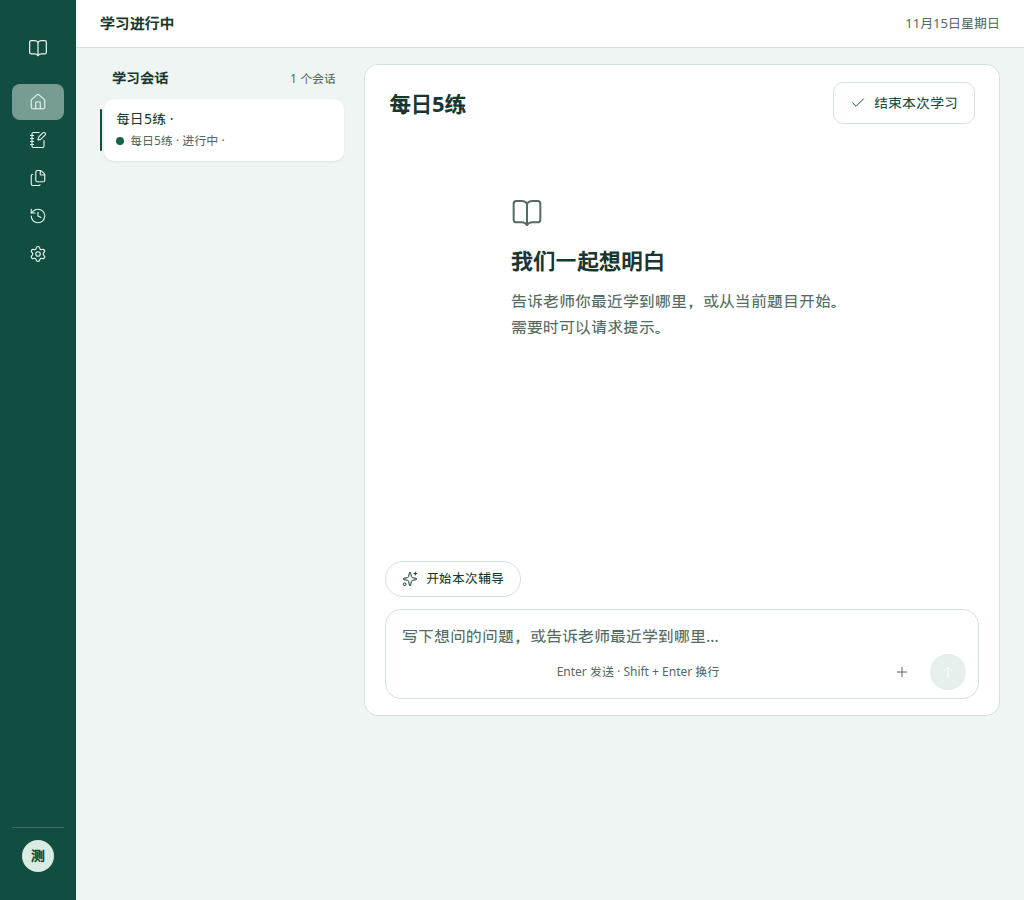 学习进行中
11月15日星期日
学习会话
1 个会话
每日5练 ·
每日5练 · 进行中 ·
每日5练
结束本次学习
我们一起想明白
告诉老师你最近学到哪里，或从当前题目开始。
需要时可以请求提示。
开始本次辅导
写下想问的问题，或告诉老师最近学到哪里...
Enter 发送 · Shift + Enter 换行
测